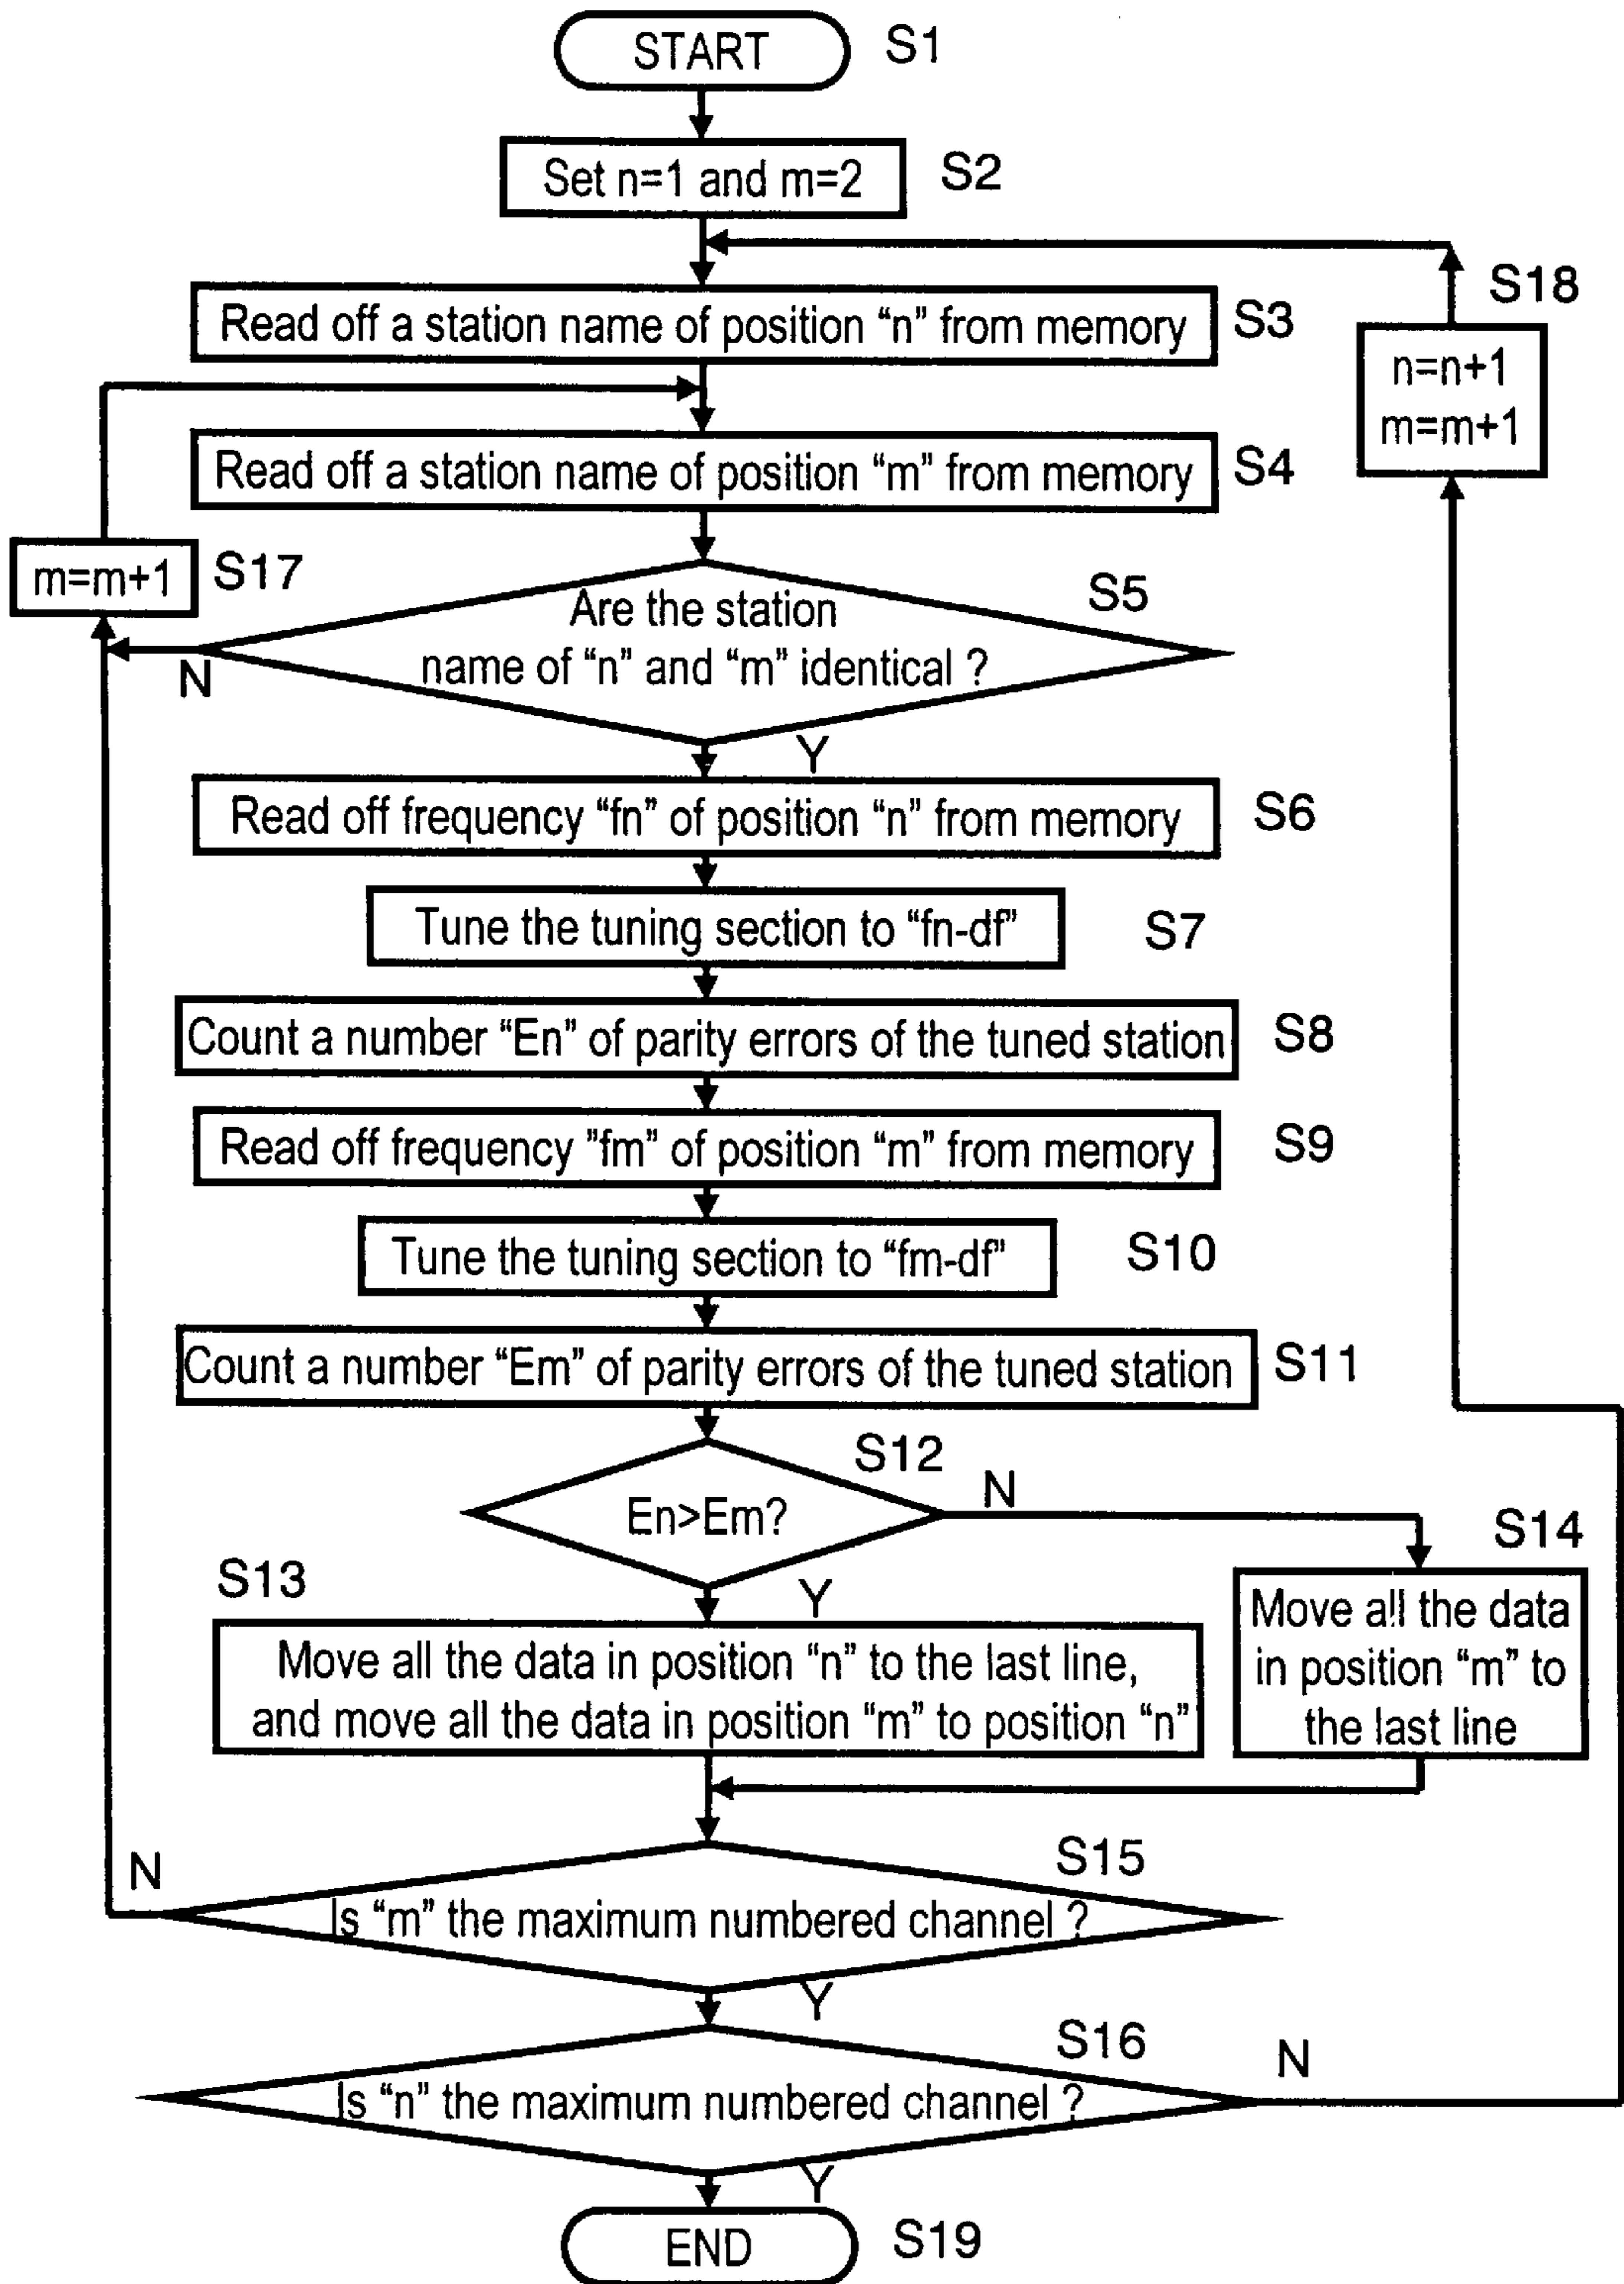 START
S1
Set n=1 and m=2
S2
Read off a station name of position “n” from memory
S3
S18
n=n+1
m=m+1
Read off a station name of position “m” from memory
S4
m=m+1
S17
Are the station
name of “n” and “m” identical ?
S5
N
Y
Read off frequency “fn” of position “n” from memory
S6
Tune the tuning section to “fn-df”
S7
Count a number “En” of parity errors of the tuned station
S8
Read off frequency ”fm” of position “m” from memory
S9
Tune the tuning section to “fm-df”
S10
Count a number “Em” of parity errors of the tuned station
S11
En>Em?
S12
N
Y
S13
Move all the data in position “n” to the last line,
and move all the data in position “m” to position “n”
S14
Move all the data
in position “m” to
the last line
Is “m” the maximum numbered channel ?
S15
N
Y
Is “n” the maximum numbered channel ?
S16
N
Y
END
S19